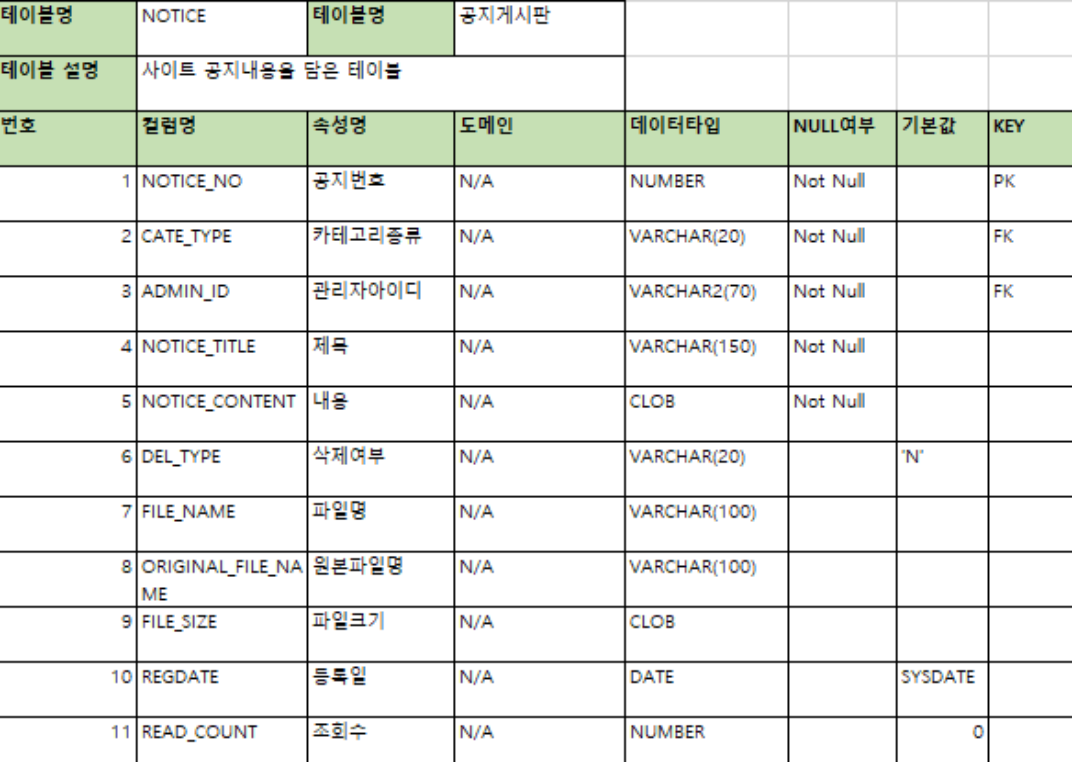 테이블명 NOTICE 테이블명 공지게시판
테이블 설명 사이트 공지내용을 담은 테이블
번호 컬럼명 속성명 도메인 데이터타입 NULL여부 기본값 KEY
1 NOTICE_NO 공지번호 N/A NUMBER Not Null PK
2 CATE_TYPE 카테고리종류 N/A VARCHAR(20) Not Null FK
3 ADMIN_ID 관리자아이디 N/A VARCHAR2(70) Not Null FK
4 NOTICE_TITLE 제목 N/A VARCHAR(150) Not Null
5 NOTICE_CONTENT 내용 N/A CLOB Not Null
6 DEL_TYPE 삭제여부 N/A VARCHAR(20) 'N'
7 FILE_NAME 파일명 N/A VARCHAR(100)
8 ORIGINAL_FILE_NA 원본파일명 N/A VARCHAR(100)
ME
9 FILE_SIZE 파일크기 N/A CLOB
10 REGDATE 등록일 N/A DATE SYSDATE
11 READ_COUNT 조회수 N/A NUMBER 0